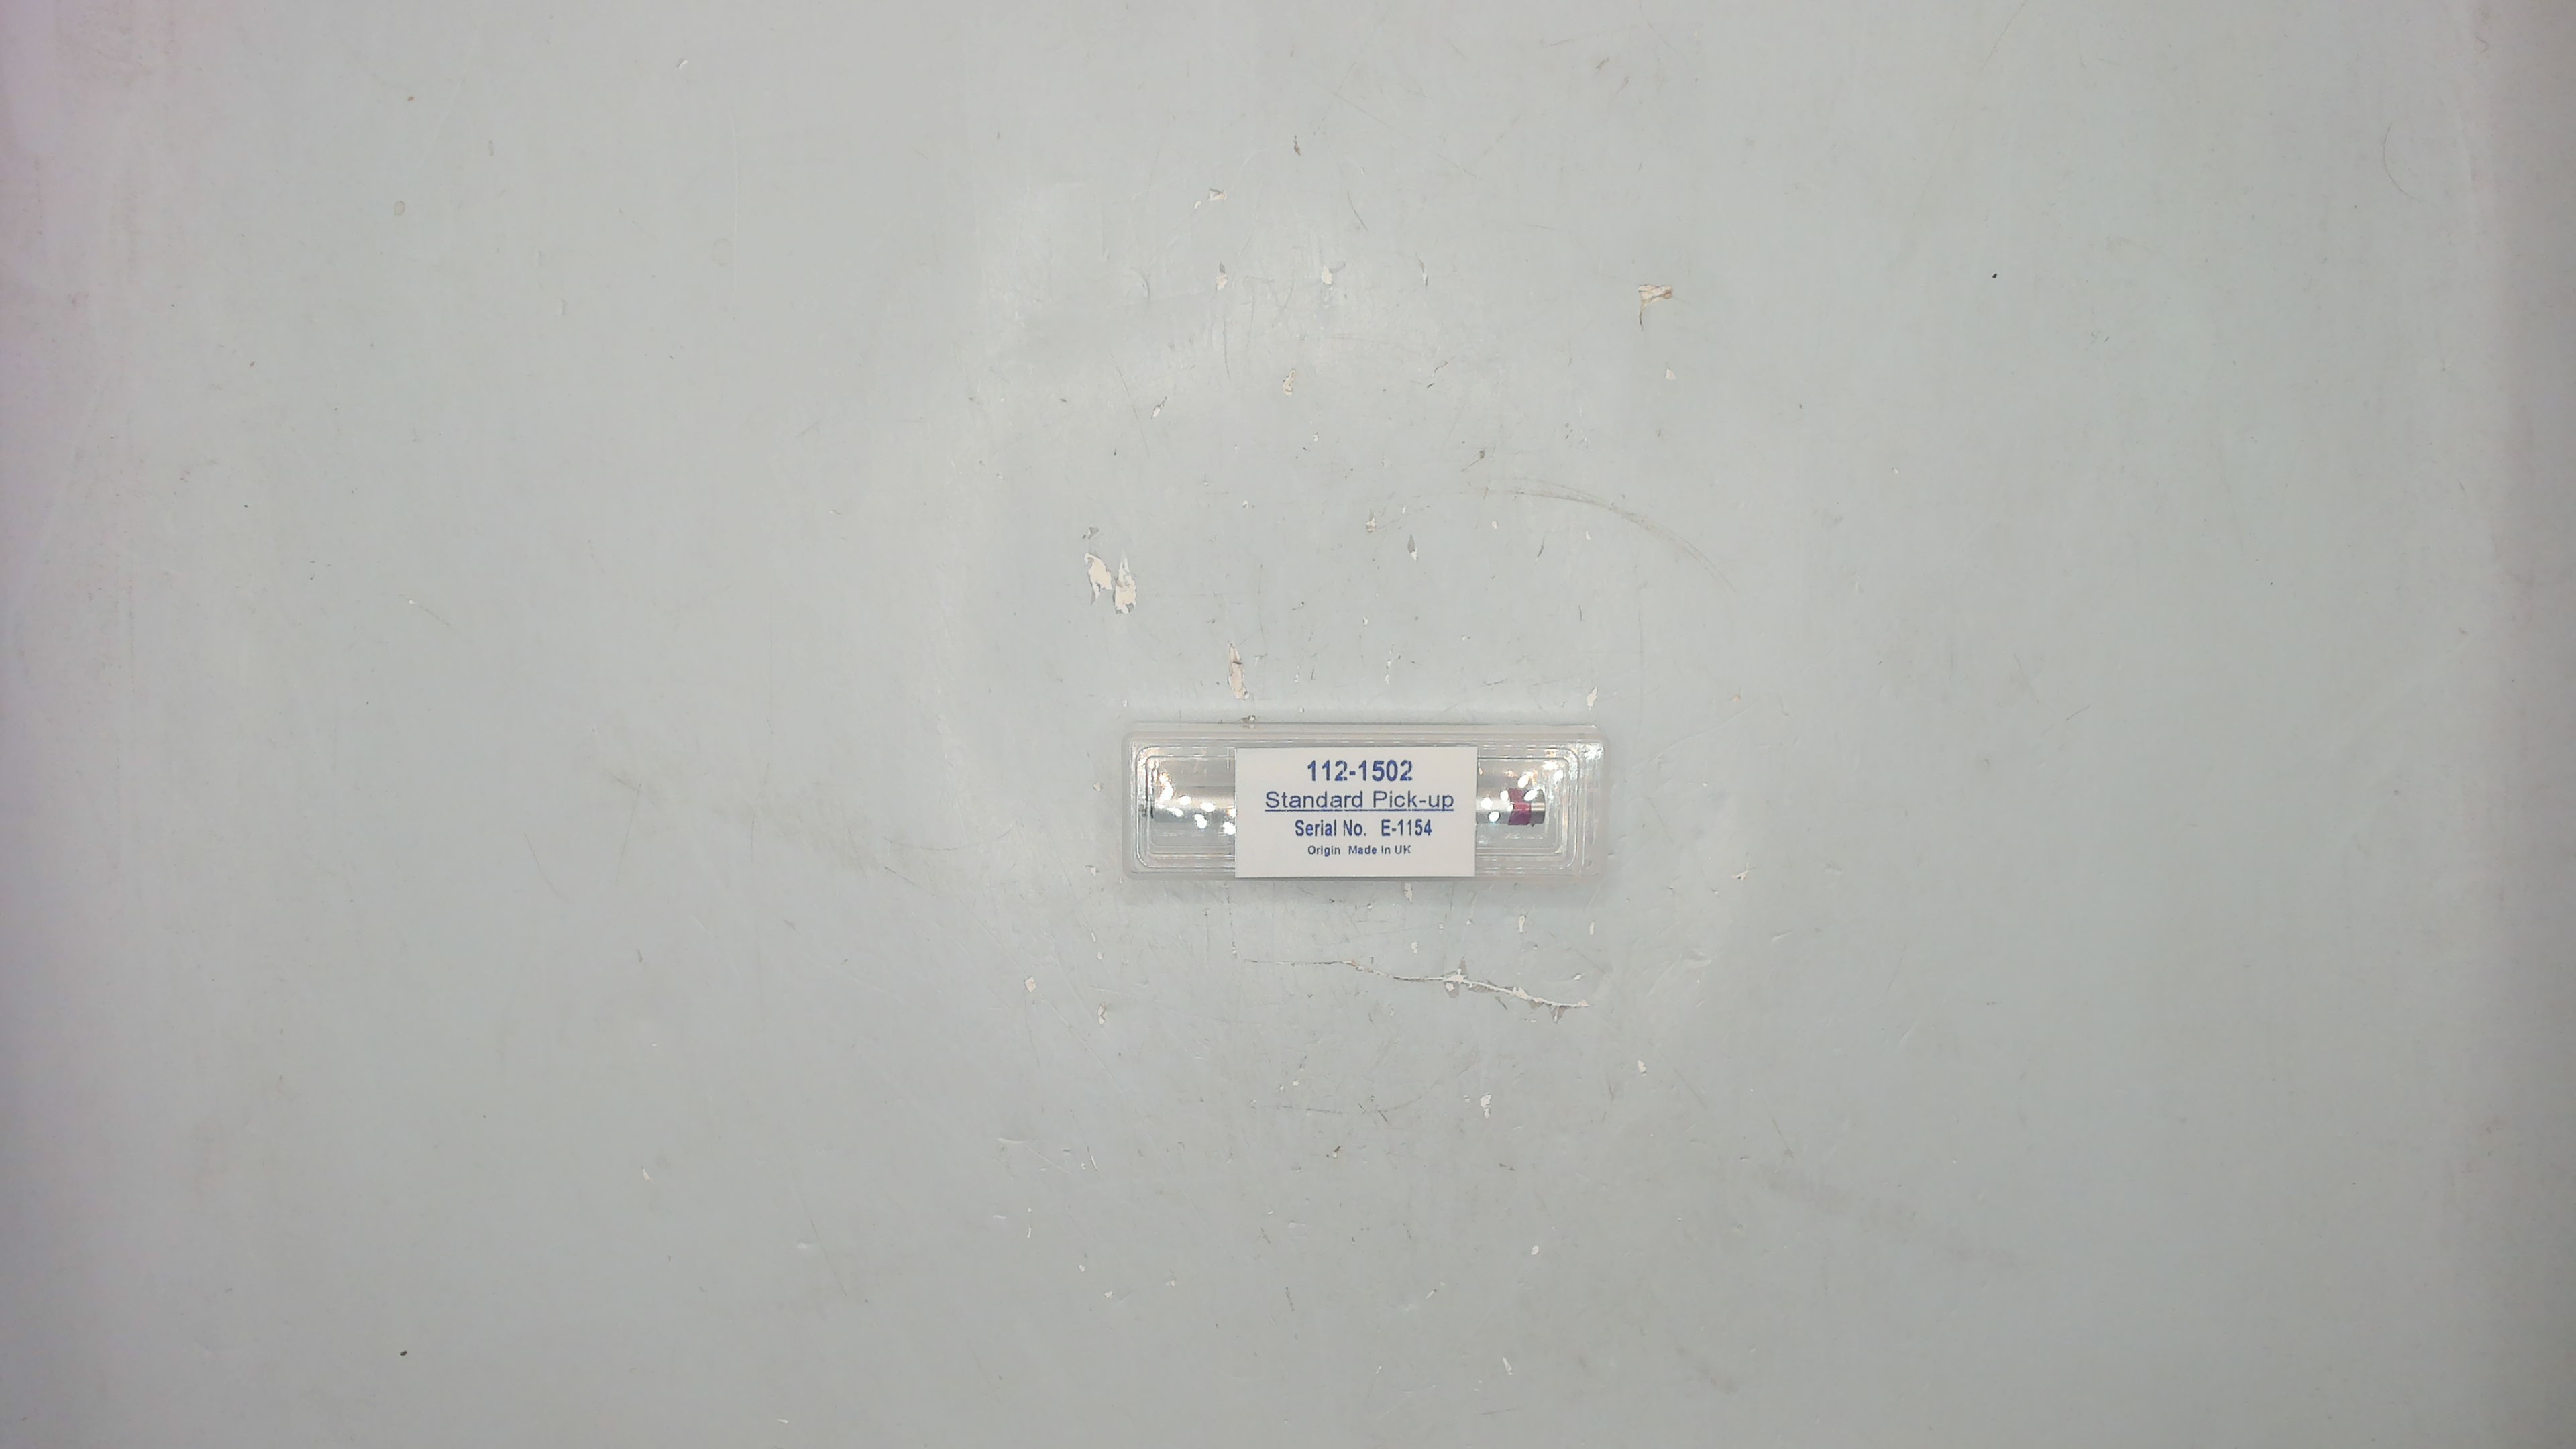 112-1502
Standard Pick-up
Serial No. E-1154
Origin Made in UK